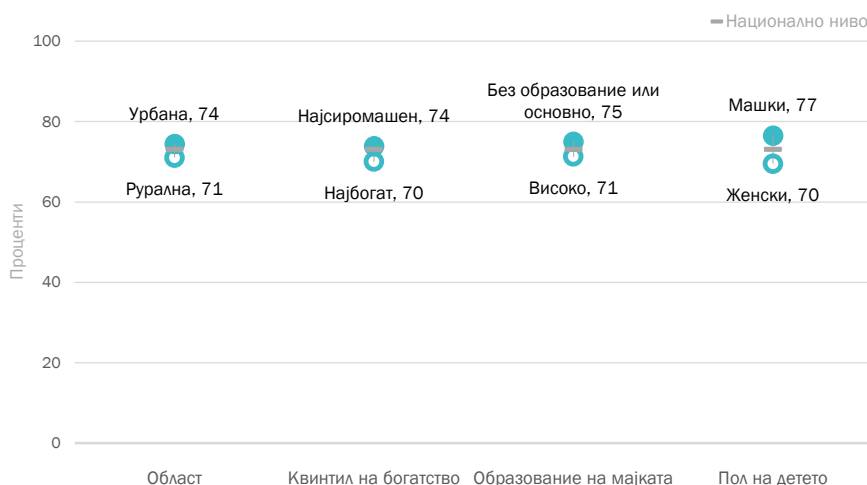 Национално ниво
100
80
60
40
20
0
Проценти
Урбана, 74
Рурална, 71
Најсиромашен, 74
Најбогат, 70
Без образование или
основно, 75
Високо, 71
Машки, 77
Женски, 70
Област
Квинтил на богатство
Образование на мајката
Пол на детето